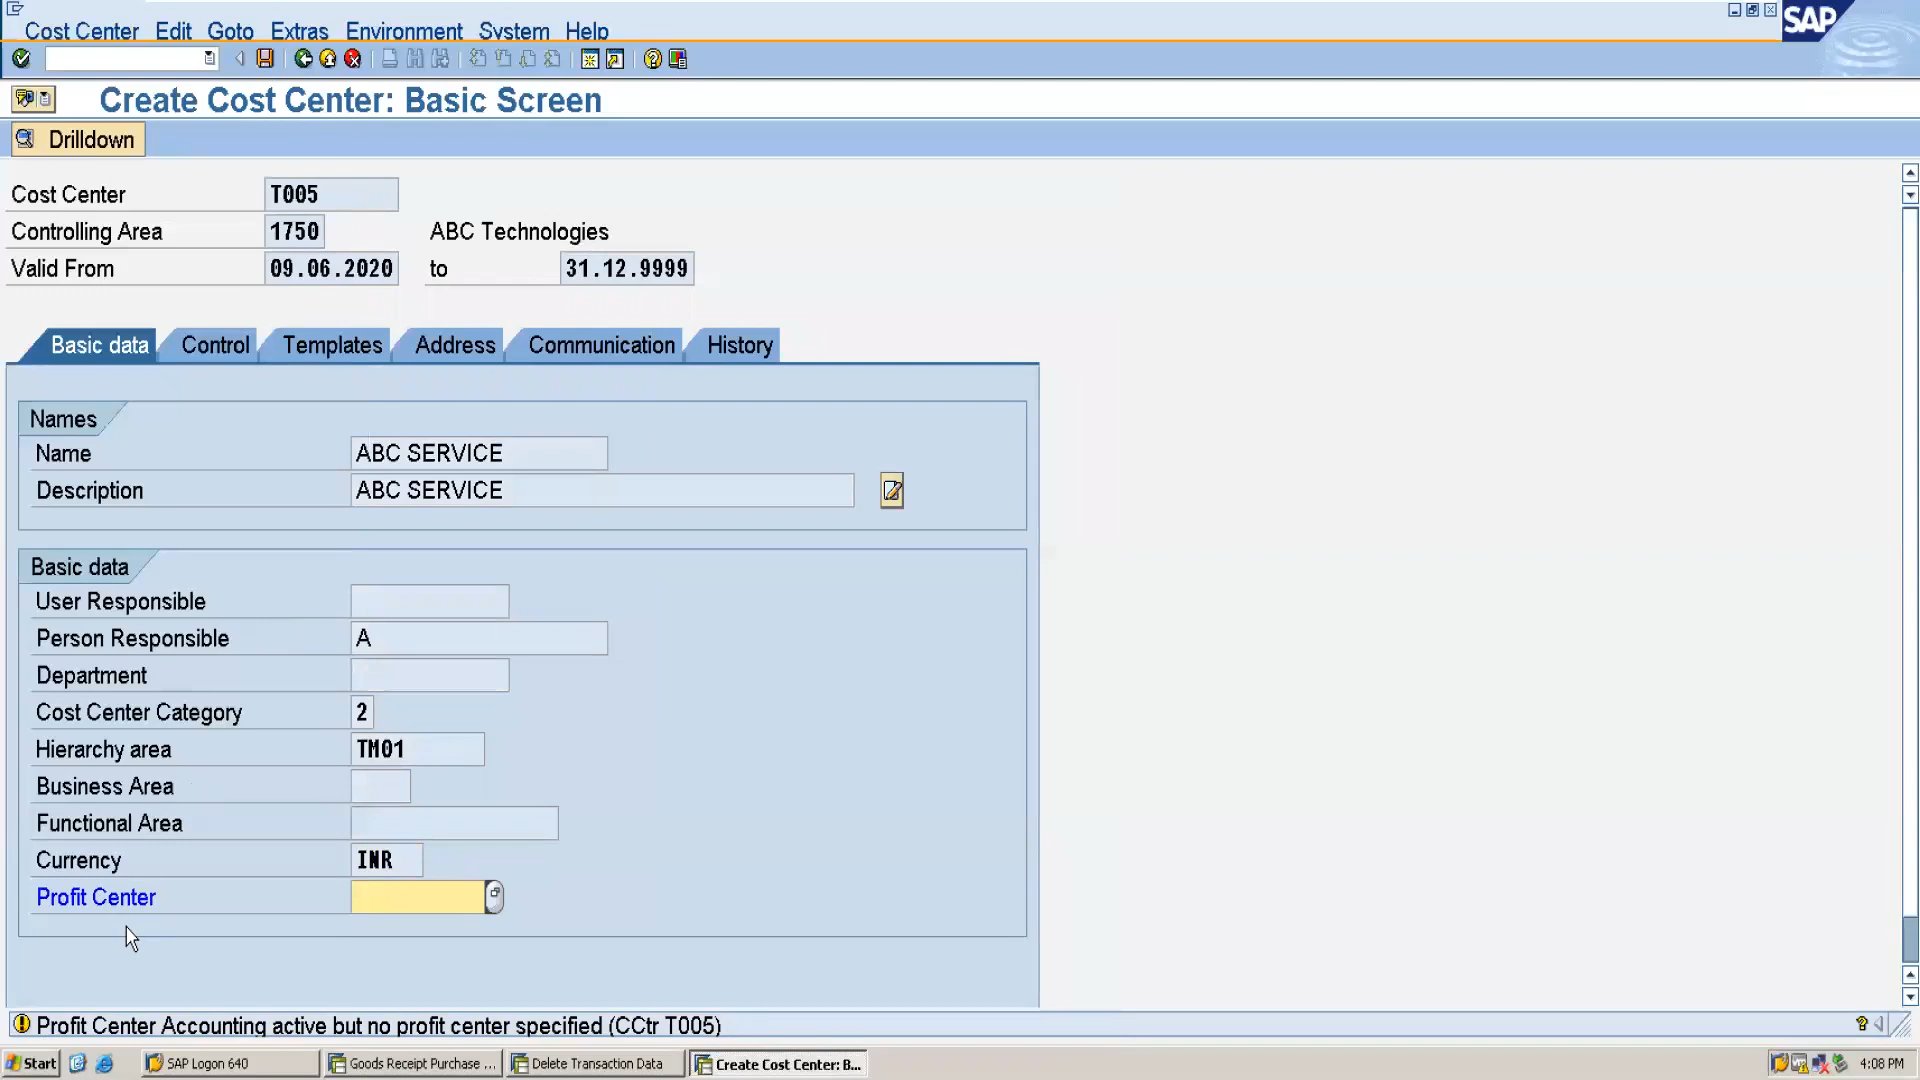 Cost Center Edit Goto Extras Environment System Help
SAP
Create Cost Center: Basic Screen
Drilldown
Cost Center T005
Controlling Area 1750 ABC Technologies
Valid From 09.06.2020 to 31.12.9999
Basic data Control Templates Address Communication History
Names
Name ABC SERVICE
Description ABC SERVICE
Basic data
User Responsible
Person Responsible A
Department
Cost Center Category 2
Hierarchy area TM01
Business Area
Functional Area
Currency INR
Profit Center
Profit Center Accounting active but no profit center specified (CCtr T005)
Start SAP Logon 640 Goods Receipt Purchase ... Delete Transaction Data Create Cost Center: B... 4:08 PM